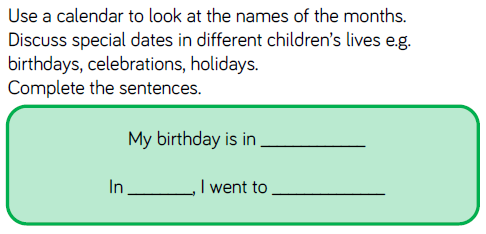 Use a calendar to look at the names of the months.
Discuss special dates in different children's lives e.g.
birthdays, celebrations, holidays.
Complete the sentences.
My birthday is in ___________
In _______, I went to ____________